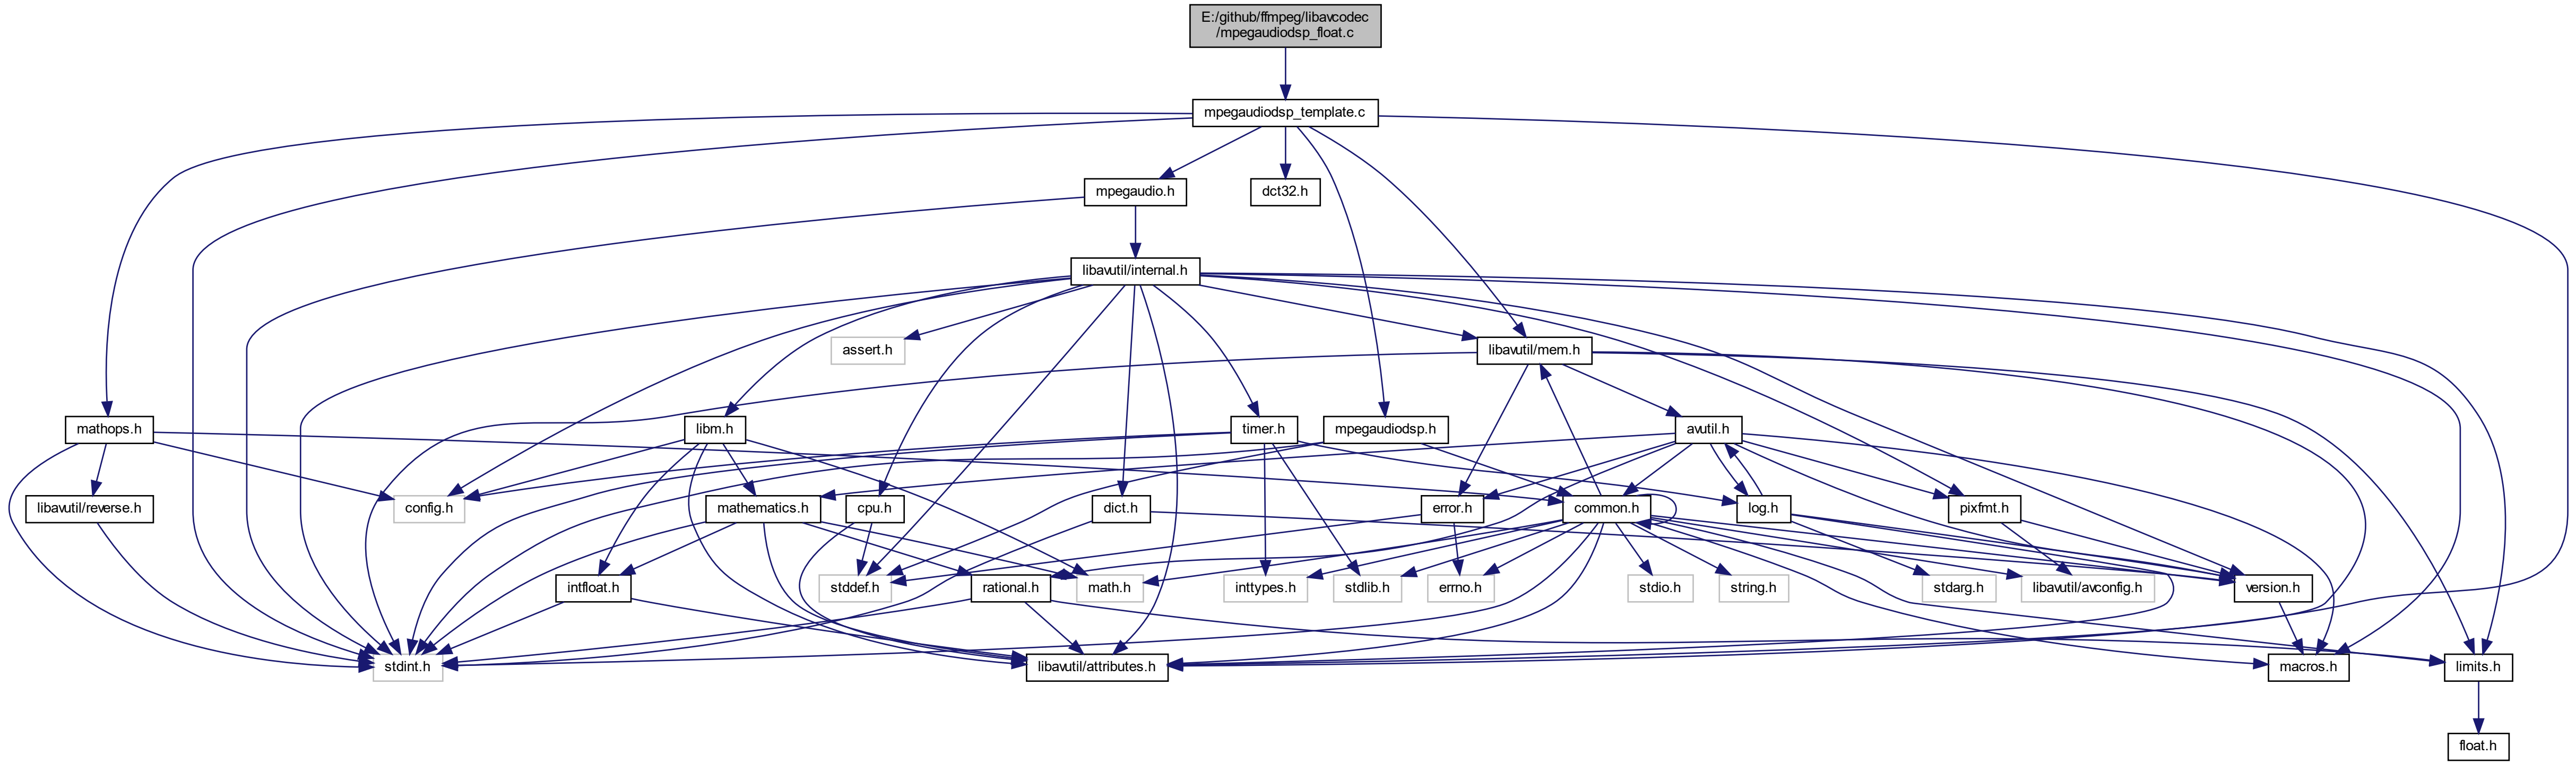 E:/github/ffmpeg/libavcodec
/mpegaudiodsp_float.c
mpegaudiodsp_template.c
mpegaudio.h
dct32.h
libavutil/internal.h
assert.h
libavutil/mem.h
mathops.h
libm.h
timer.h
mpegaudiodsp.h
avutil.h
libavutil/reverse.h
config.h
mathematics.h
cpu.h
dict.h
error.h
common.h
log.h
pixfmt.h
intfloat.h
stddef.h
rational.h
math.h
inttypes.h
stdlib.h
errno.h
stdio.h
string.h
stdarg.h
libavutil/avconfig.h
version.h
stdint.h
libavutil/attributes.h
macros.h
limits.h
float.h